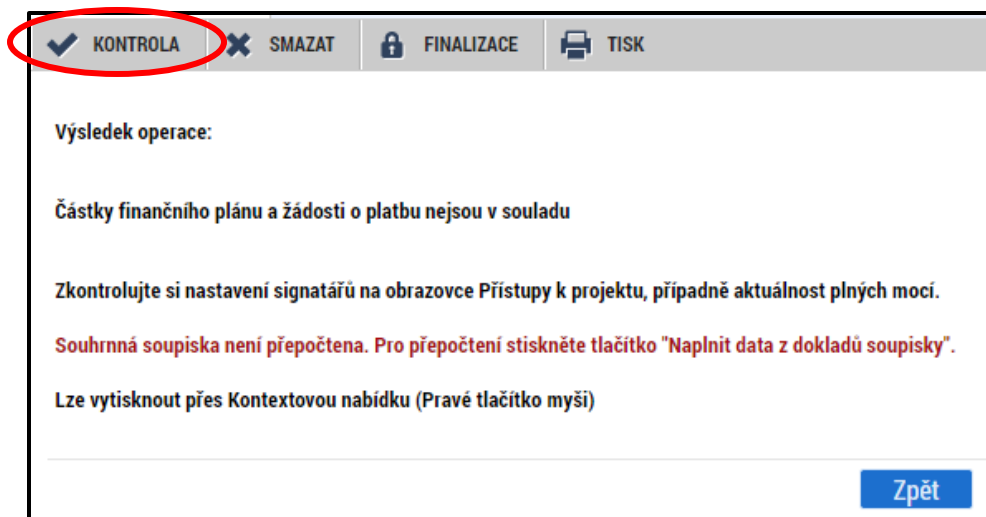 KONTROLA SMAZAT FINALIZACE TISK
Výsledek operace:
Částky finančního plánu a žádosti o platbu nejsou v souladu
Zkontrolujte si nastavení signatářů na obrazovce Přístupy k projektu, případně aktuálnost plných mocí.
Souhrnná soupiska není přepočtena. Pro přepočtení stiskněte tlačítko "Naplnit data z dokladů soupisky".
Lze vytisknout přes Kontextovou nabídku (Pravé tlačítko myši)
Zpět